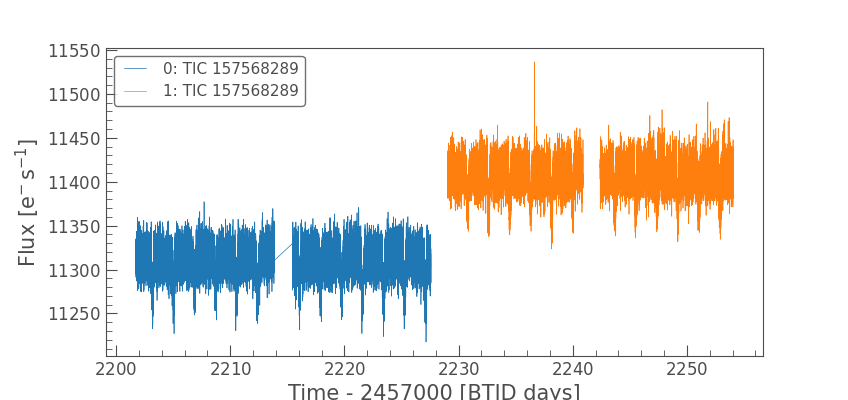 11550
11500
11450
11400
11350
11300
11250
Flux [e⁻ s⁻¹]
0: TIC 157568289
1: TIC 157568289
2200 2210 2220 2230 2240 2250
Time - 2457000 [BTJD days]